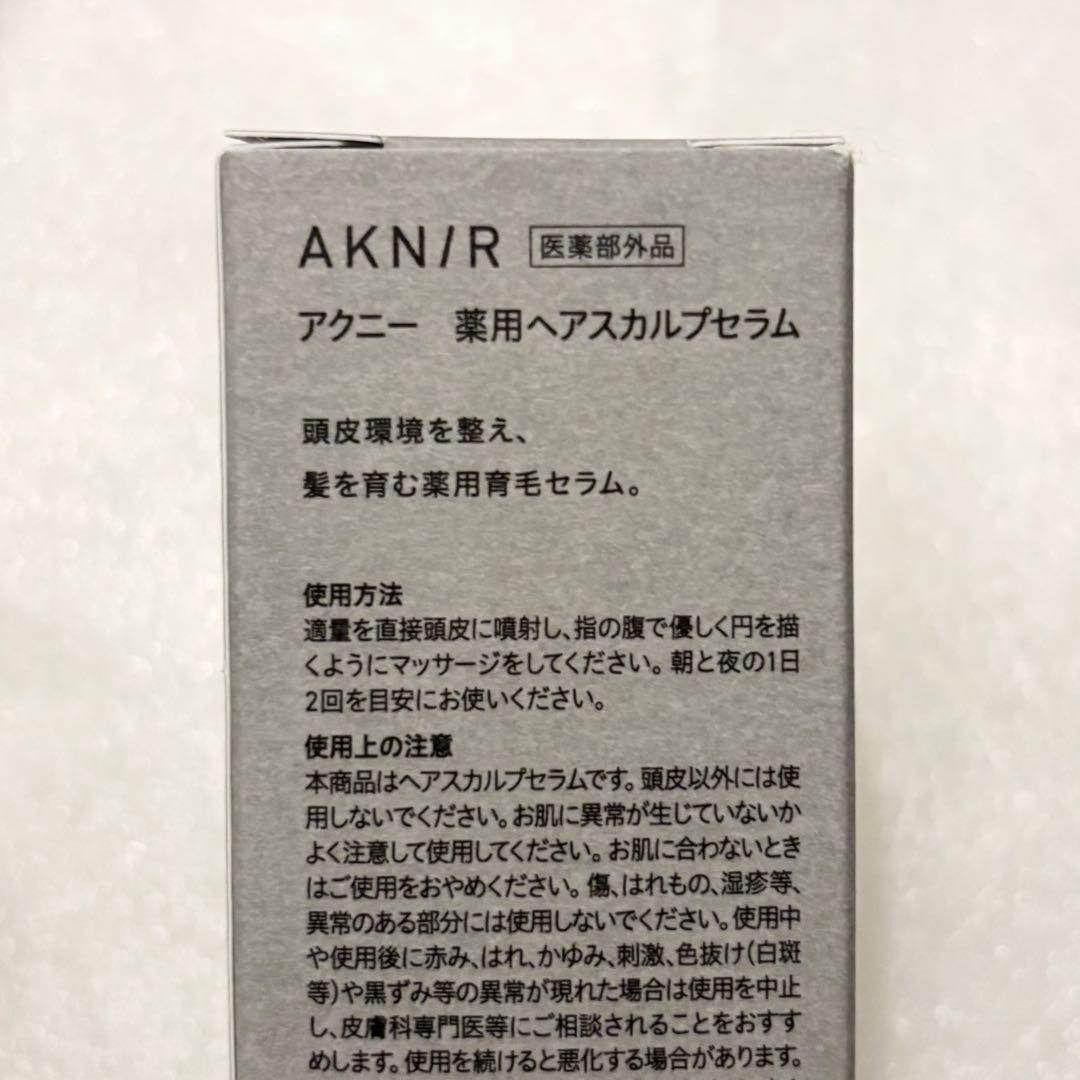 AKN/R 医薬部外品
アクニー 薬用ヘアスカルプセラム
頭皮環境を整え、
髪を育む薬用育毛セラム。
使用方法
適量を直接頭皮に噴射し、指の腹で優しく円を描
くようにマッサージをしてください。朝と夜の1日
2回を目安にお使いください。
使用上の注意
本商品はヘアスカルプセラムです。頭皮以外には使
用しないでください。お肌に異常が生じていないか
よく注意して使用してください。お肌に合わないとき
はご使用をおやめください。傷、はれもの、湿疹等、
異常のある部分には使用しないでください。使用中
や使用後に赤み、はれ、かゆみ、刺激、色抜け(白斑
等)や黒ずみ等の異常が現れた場合は使用を中止
し、皮膚科専門医等にご相談されることをおすす
めします。使用を続けると悪化する場合があります。